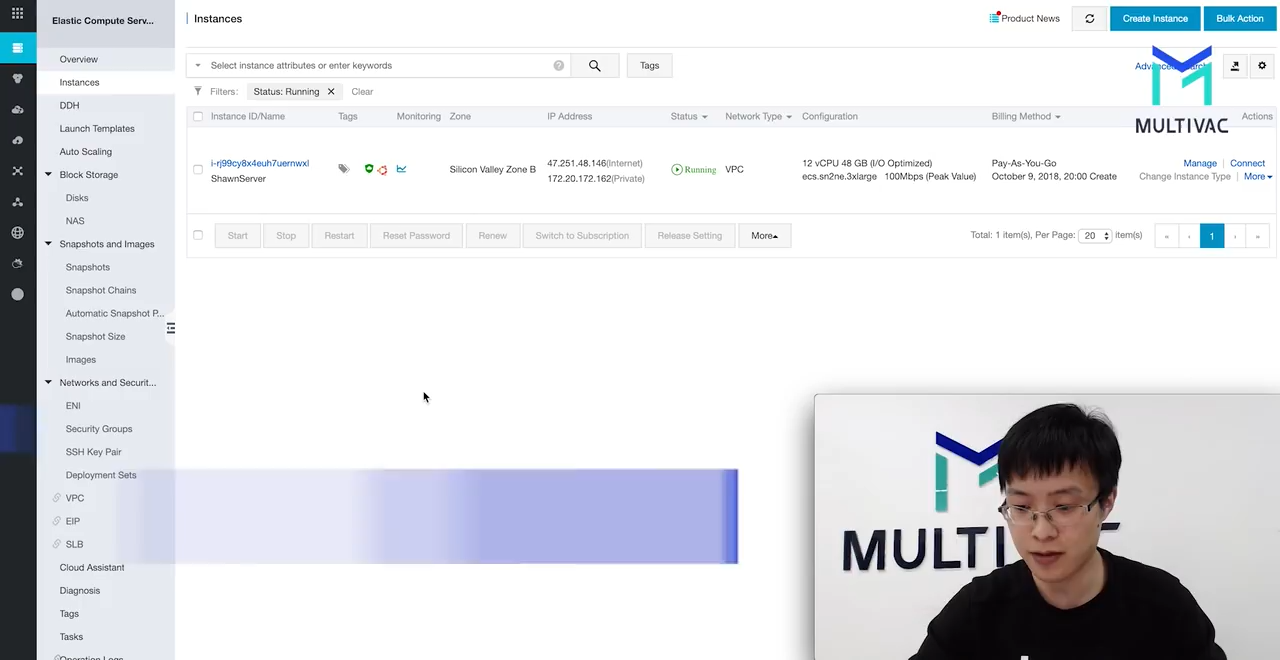 Elastic Compute Serv...
Overview
Instances
DDH
Launch Templates
Auto Scaling
Block Storage
Disks
NAS
Snapshots and Images
Snapshots
Snapshot Chains
Automatic Snapshot P...
Snapshot Size
Images
Networks and Securit...
ENI
Security Groups
SSH Key Pair
Deployment Sets
VPC
EIP
SLB
Cloud Assistant
Diagnosis
Tags
Tasks
Operation Logs
Instances
Product News
Create Instance
Bulk Action
Select instance attributes or enter keywords
Tags
Advanced Search
MULTIVAC
Filters: Status: Running Clear
Instance ID/Name Tags Monitoring Zone IP Address Status Network Type Configuration Billing Method Actions
i-rj99cy8x4euh7uernwxl
ShawnServer
Silicon Valley Zone B
47.251.48.146(Internet)
172.20.172.162(Private)
Running
VPC
12 vCPU 48 GB (I/O Optimized)
ecs.sn2ne.3xlarge 100Mbps (Peak Value)
Pay-As-You-Go
October 9, 2018, 20:00 Create
Manage | Connect
Change Instance Type | More
Start Stop Restart Reset Password Renew Switch to Subscription Release Setting More
Total: 1 item(s), Per Page: 20 item(s) « ‹ 1 › »
MULTI